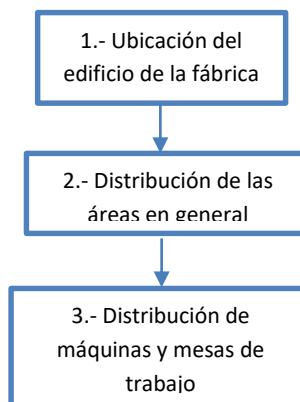 1.- Ubicación del
edificio de la fábrica
2.- Distribución de las
áreas en general
3.- Distribución de
máquinas y mesas de
trabajo